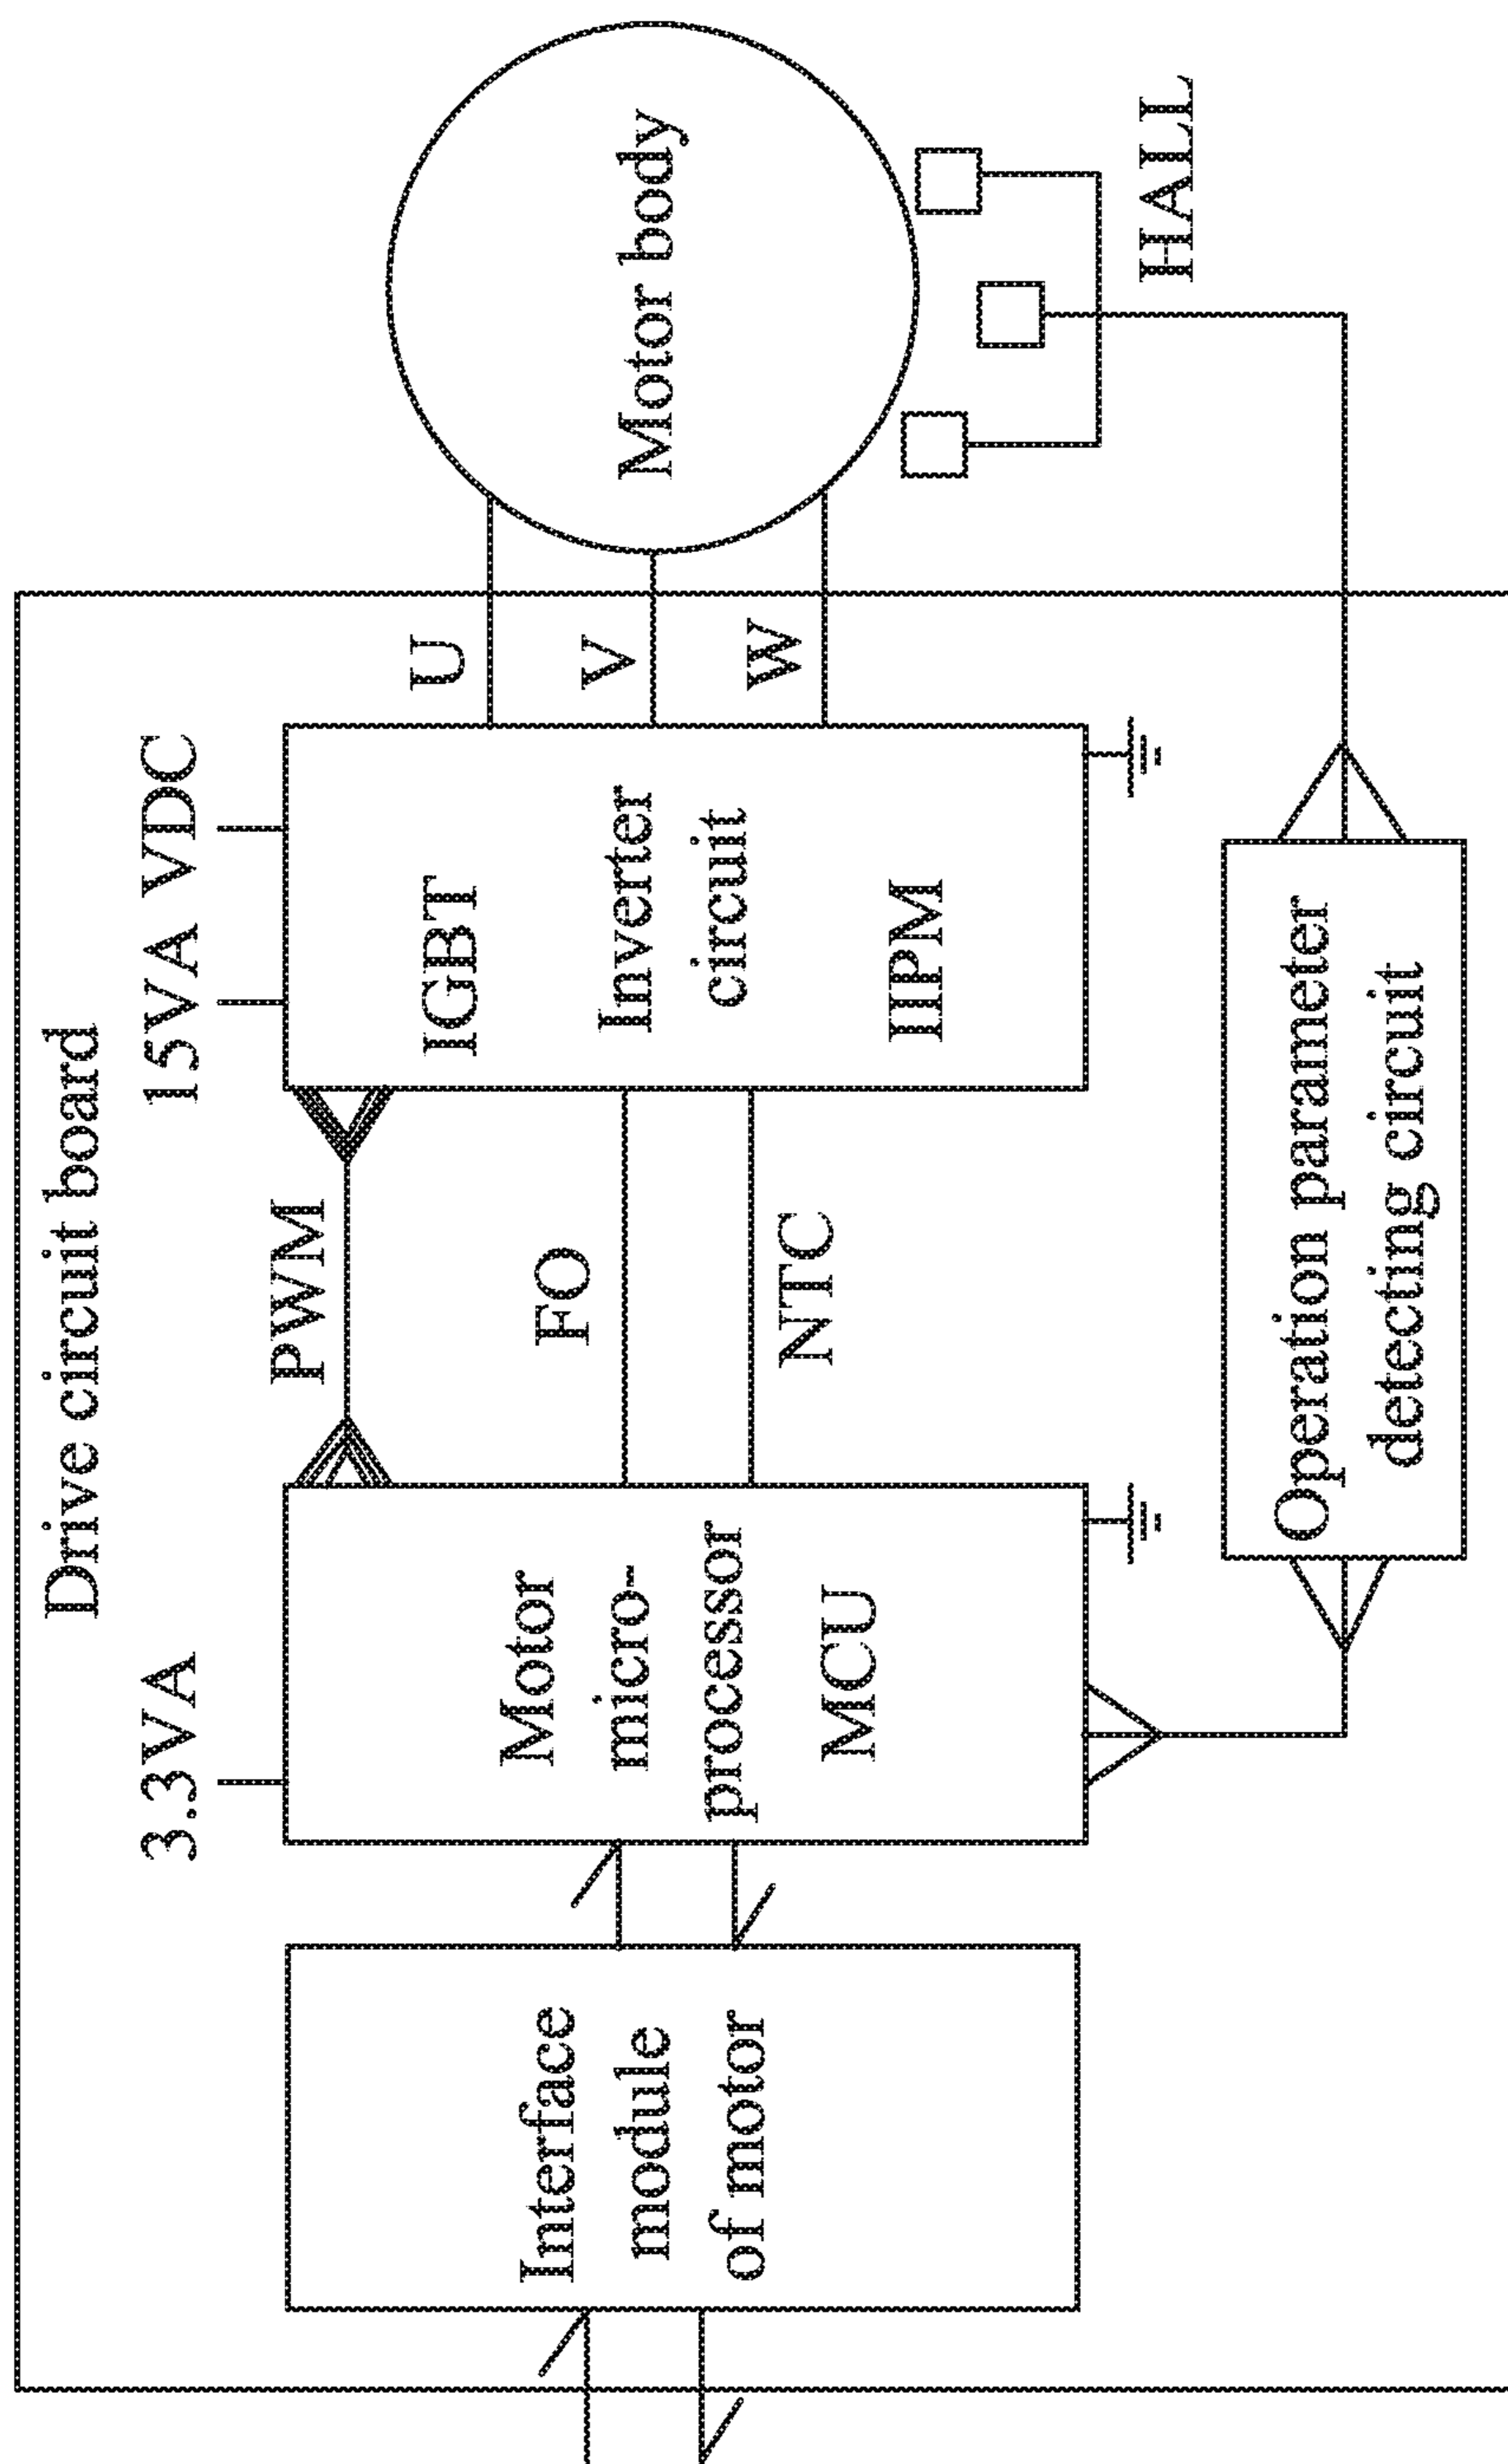 Drive circuit board
3.3VA
15VA VDC
Interface
module
of motor
Motor
micro-
processor
MCU
PWM
FO
NTC
IGBT
Inverter
circuit
IIPM
U
V
W
Motor body
HALL
Operation parameter
detecting circuit